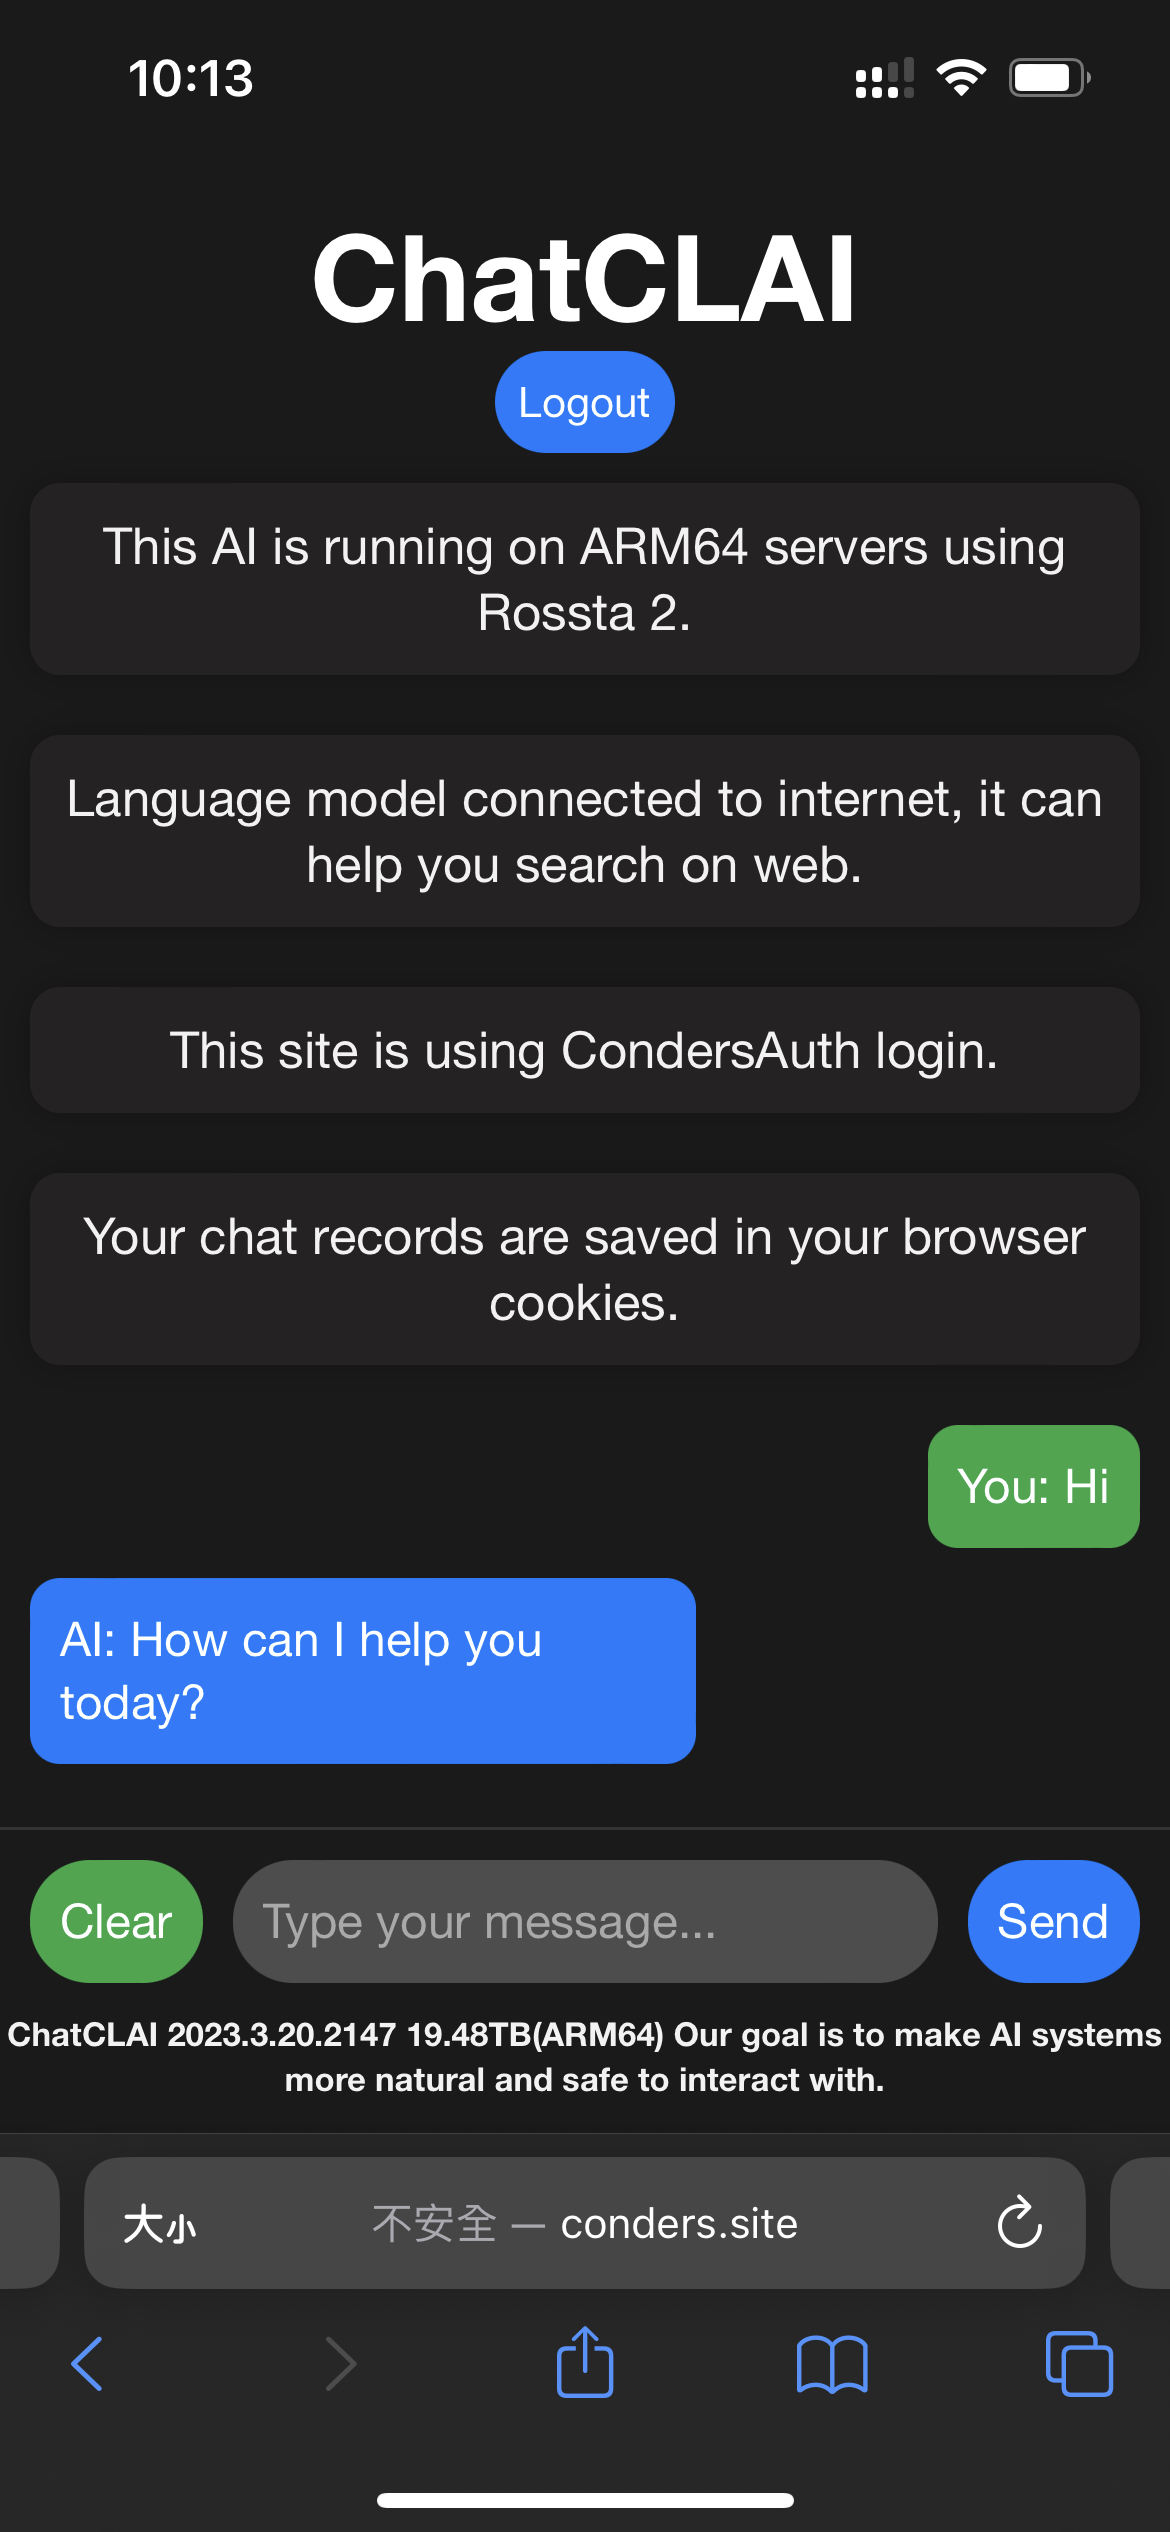 10:13
ChatCLAI
Logout
This AI is running on ARM64 servers using
Rossta 2.
Language model connected to internet, it can
help you search on web.
This site is using CondersAuth login.
Your chat records are saved in your browser
cookies.
You: Hi
AI: How can I help you
today?
Clear
Type your message...
Send
ChatCLAI 2023.3.20.2147 19.48TB(ARM64) Our goal is to make AI systems
more natural and safe to interact with.
大小 不安全 — conders.site